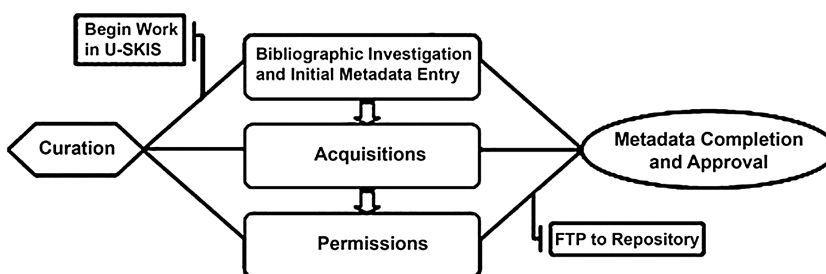 Begin Work
in U-SKIS
Bibliographic Investigation
and Initial Metadata Entry
Curation
Acquisitions
Metadata Completion
and Approval
Permissions
FTP to Repository